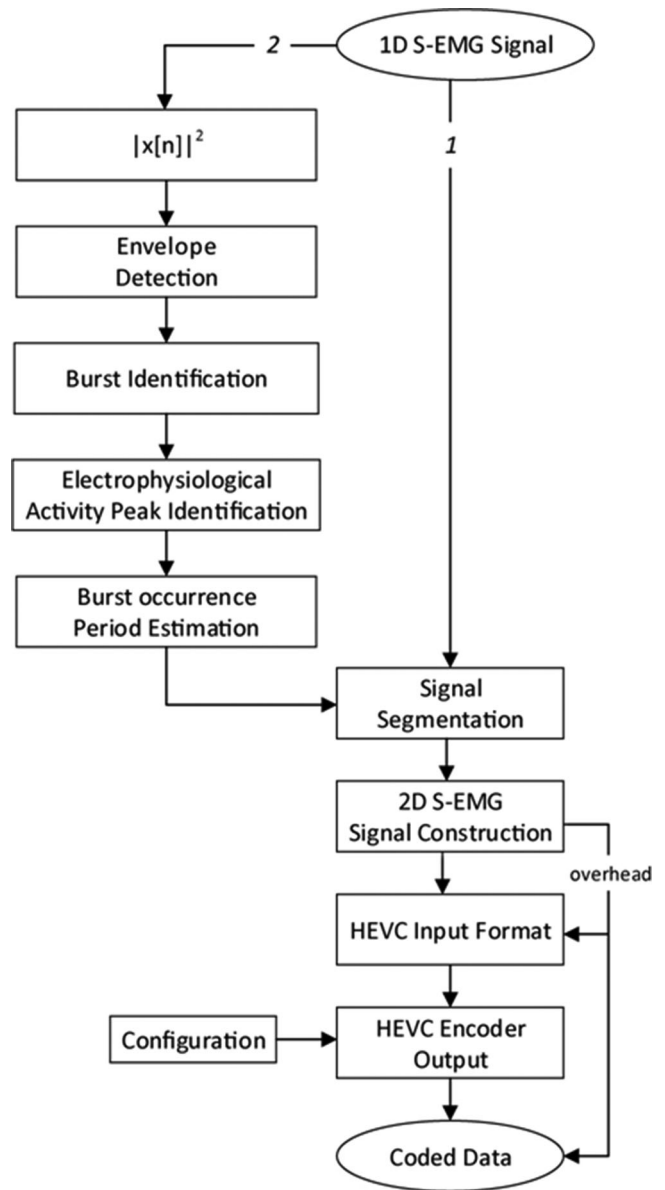 1D S-EMG Signal
2
1
|x[n]|²
Envelope
Detection
Burst Identification
Electrophysiological
Activity Peak Identification
Burst occurrence
Period Estimation
Signal
Segmentation
2D S-EMG
Signal Construction
overhead
HEVC Input Format
Configuration
HEVC Encoder
Output
Coded Data